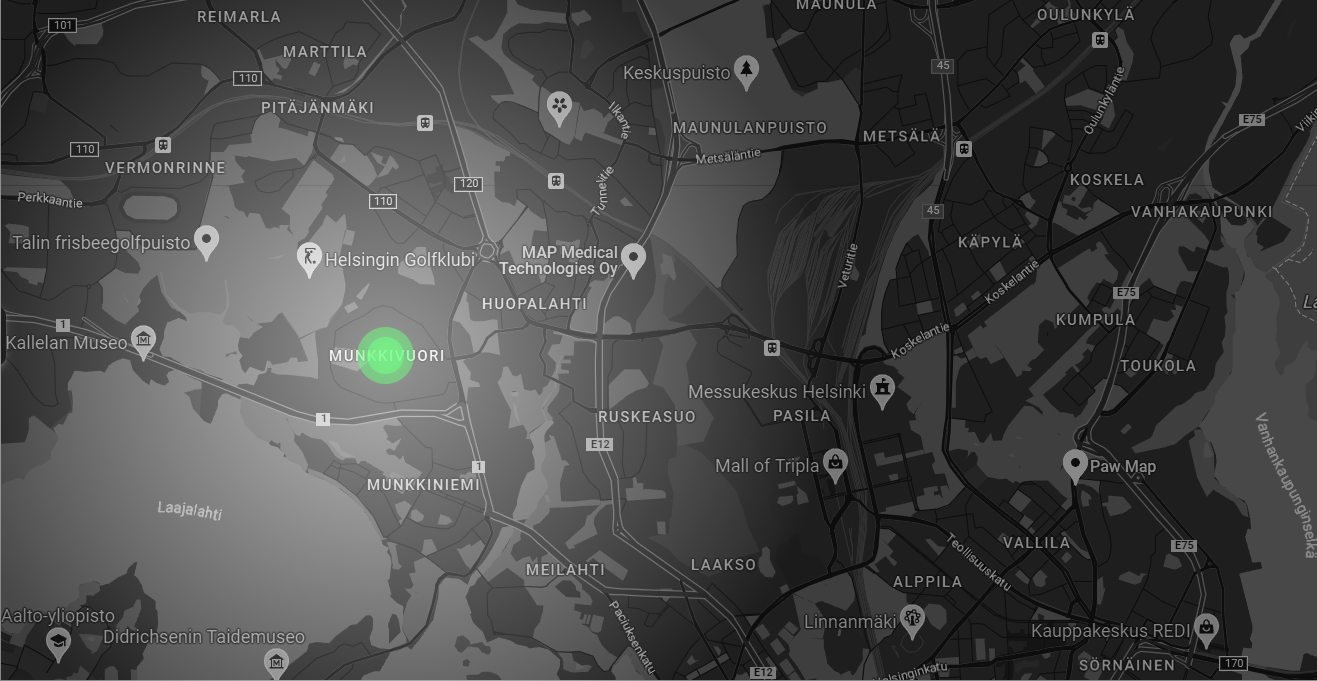 MAUNULA
REIMARLA
OULUNKYLÄ
101
MARTTILA
45
Keskuspuisto
110
Oulunkyläntie
PITÄJÄNMÄKI
Ilkantie
E75
MAUNULANPUISTO
METSÄLÄ
110
Metsäläntie
VERMONRINNE
120
KOSKELA
Perkkaantie
110
Tunnelitie
45
VANHAKAUPUNKI
Talin frisbeegolfpuisto
Helsingin Golfklubi
MAP Medical
Technologies Oy
KÄPYLÄ
Veturitie
Koskelantie
E75
HUOPALAHTI
1
KUMPULA
Kallelan Museo
MUNKKIVUORI
Koskelantie
TOUKOLA
Messukeskus Helsinki
1
RUSKEASUO
PASILA
E12
1
Mall of Tripla
Paw Map
MUNKKINIEMI
Vanhankaupunginselkä
Laajalahti
VALLILA
E75
MEILAHTI
LAAKSO
Teollisuuskatu
ALPPILA
Aalto-yliopisto
Paciuksenkatu
Linnanmäki
Didrichsenin Taidemuseo
Kauppakeskus REDI
E12
Helsinginkatu
SÖRNÄINEN
170